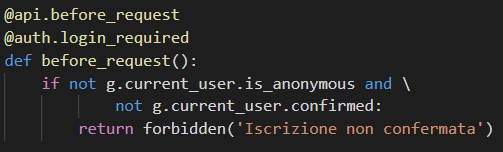 @api.before_request
@auth.login_required
def before_request():
    if not g.current_user.is_anonymous and \
            not g.current_user.confirmed:
        return forbidden('Iscrizione non confermata')